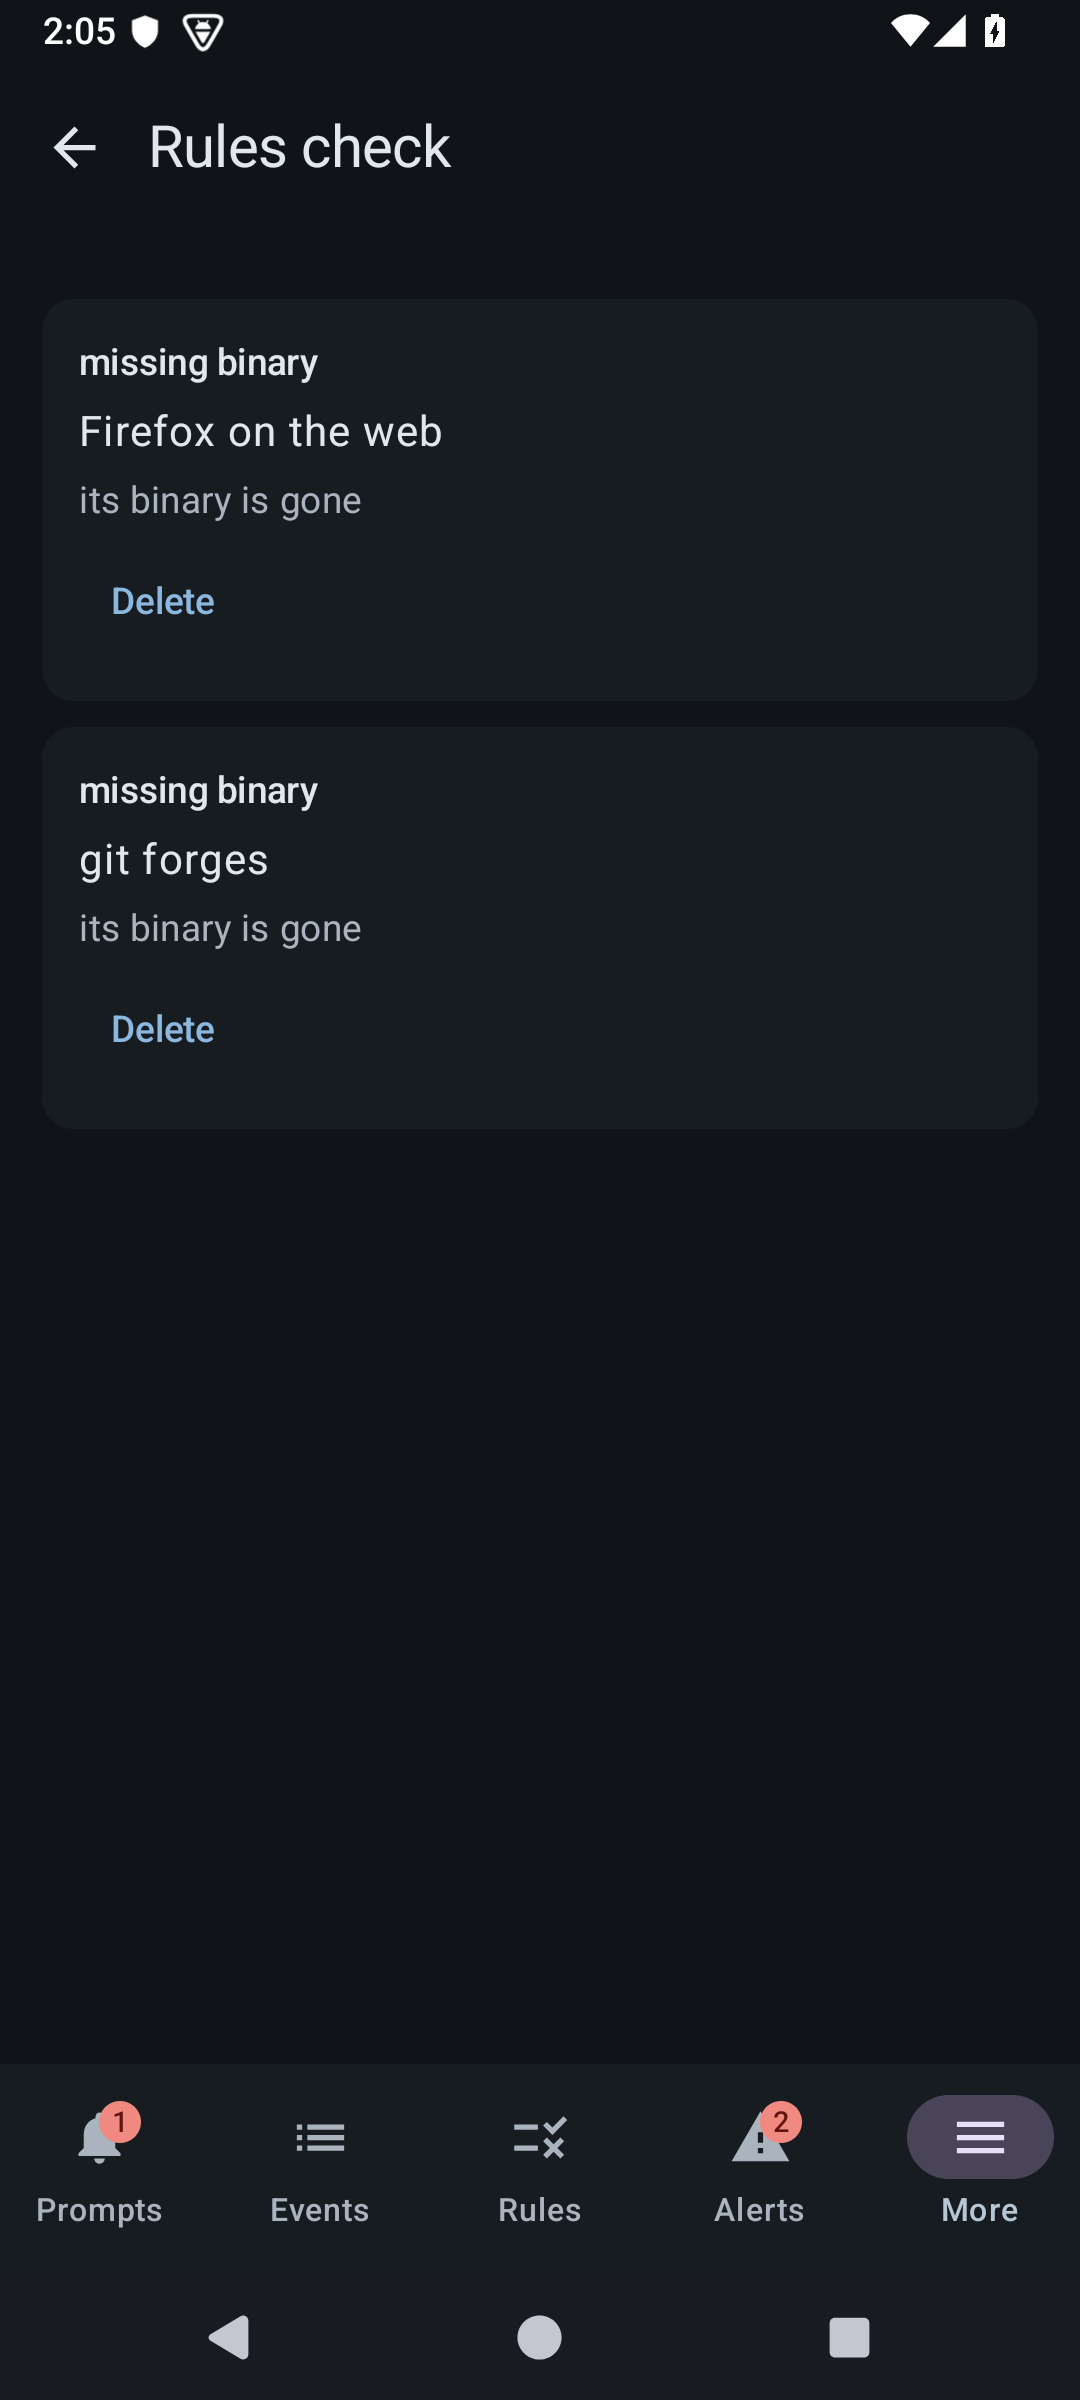 2:05
Rules check
missing binary
Firefox on the web
its binary is gone
Delete
missing binary
git forges
its binary is gone
Delete
1
2
Prompts
Events
Rules
Alerts
More